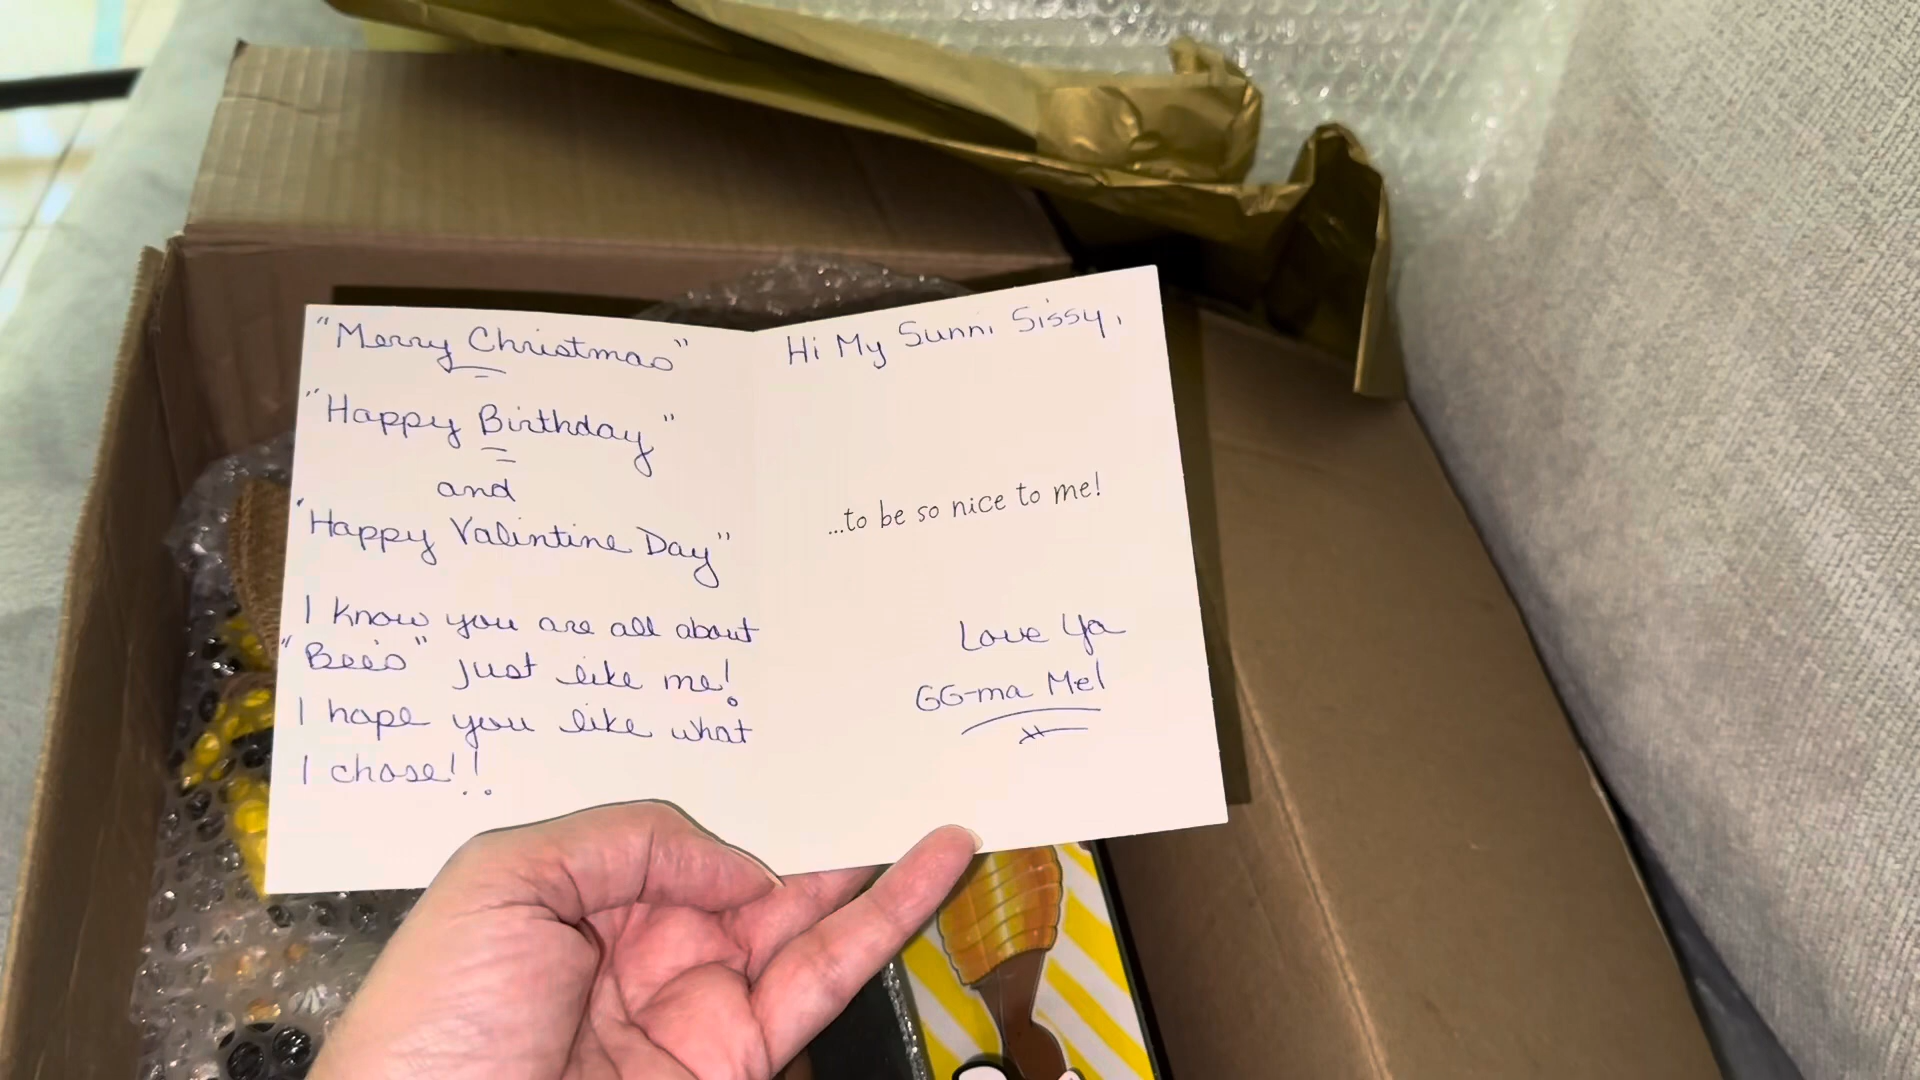 "Merry Christmas"
"Happy Birthday"
and
"Happy Valintine Day"
I know you are all about
"Bee's" just like me!
I hope you like what
I chose!!
Hi My Sunni Sissy,
...to be so nice to me!
Love Ya
GG-ma Mel